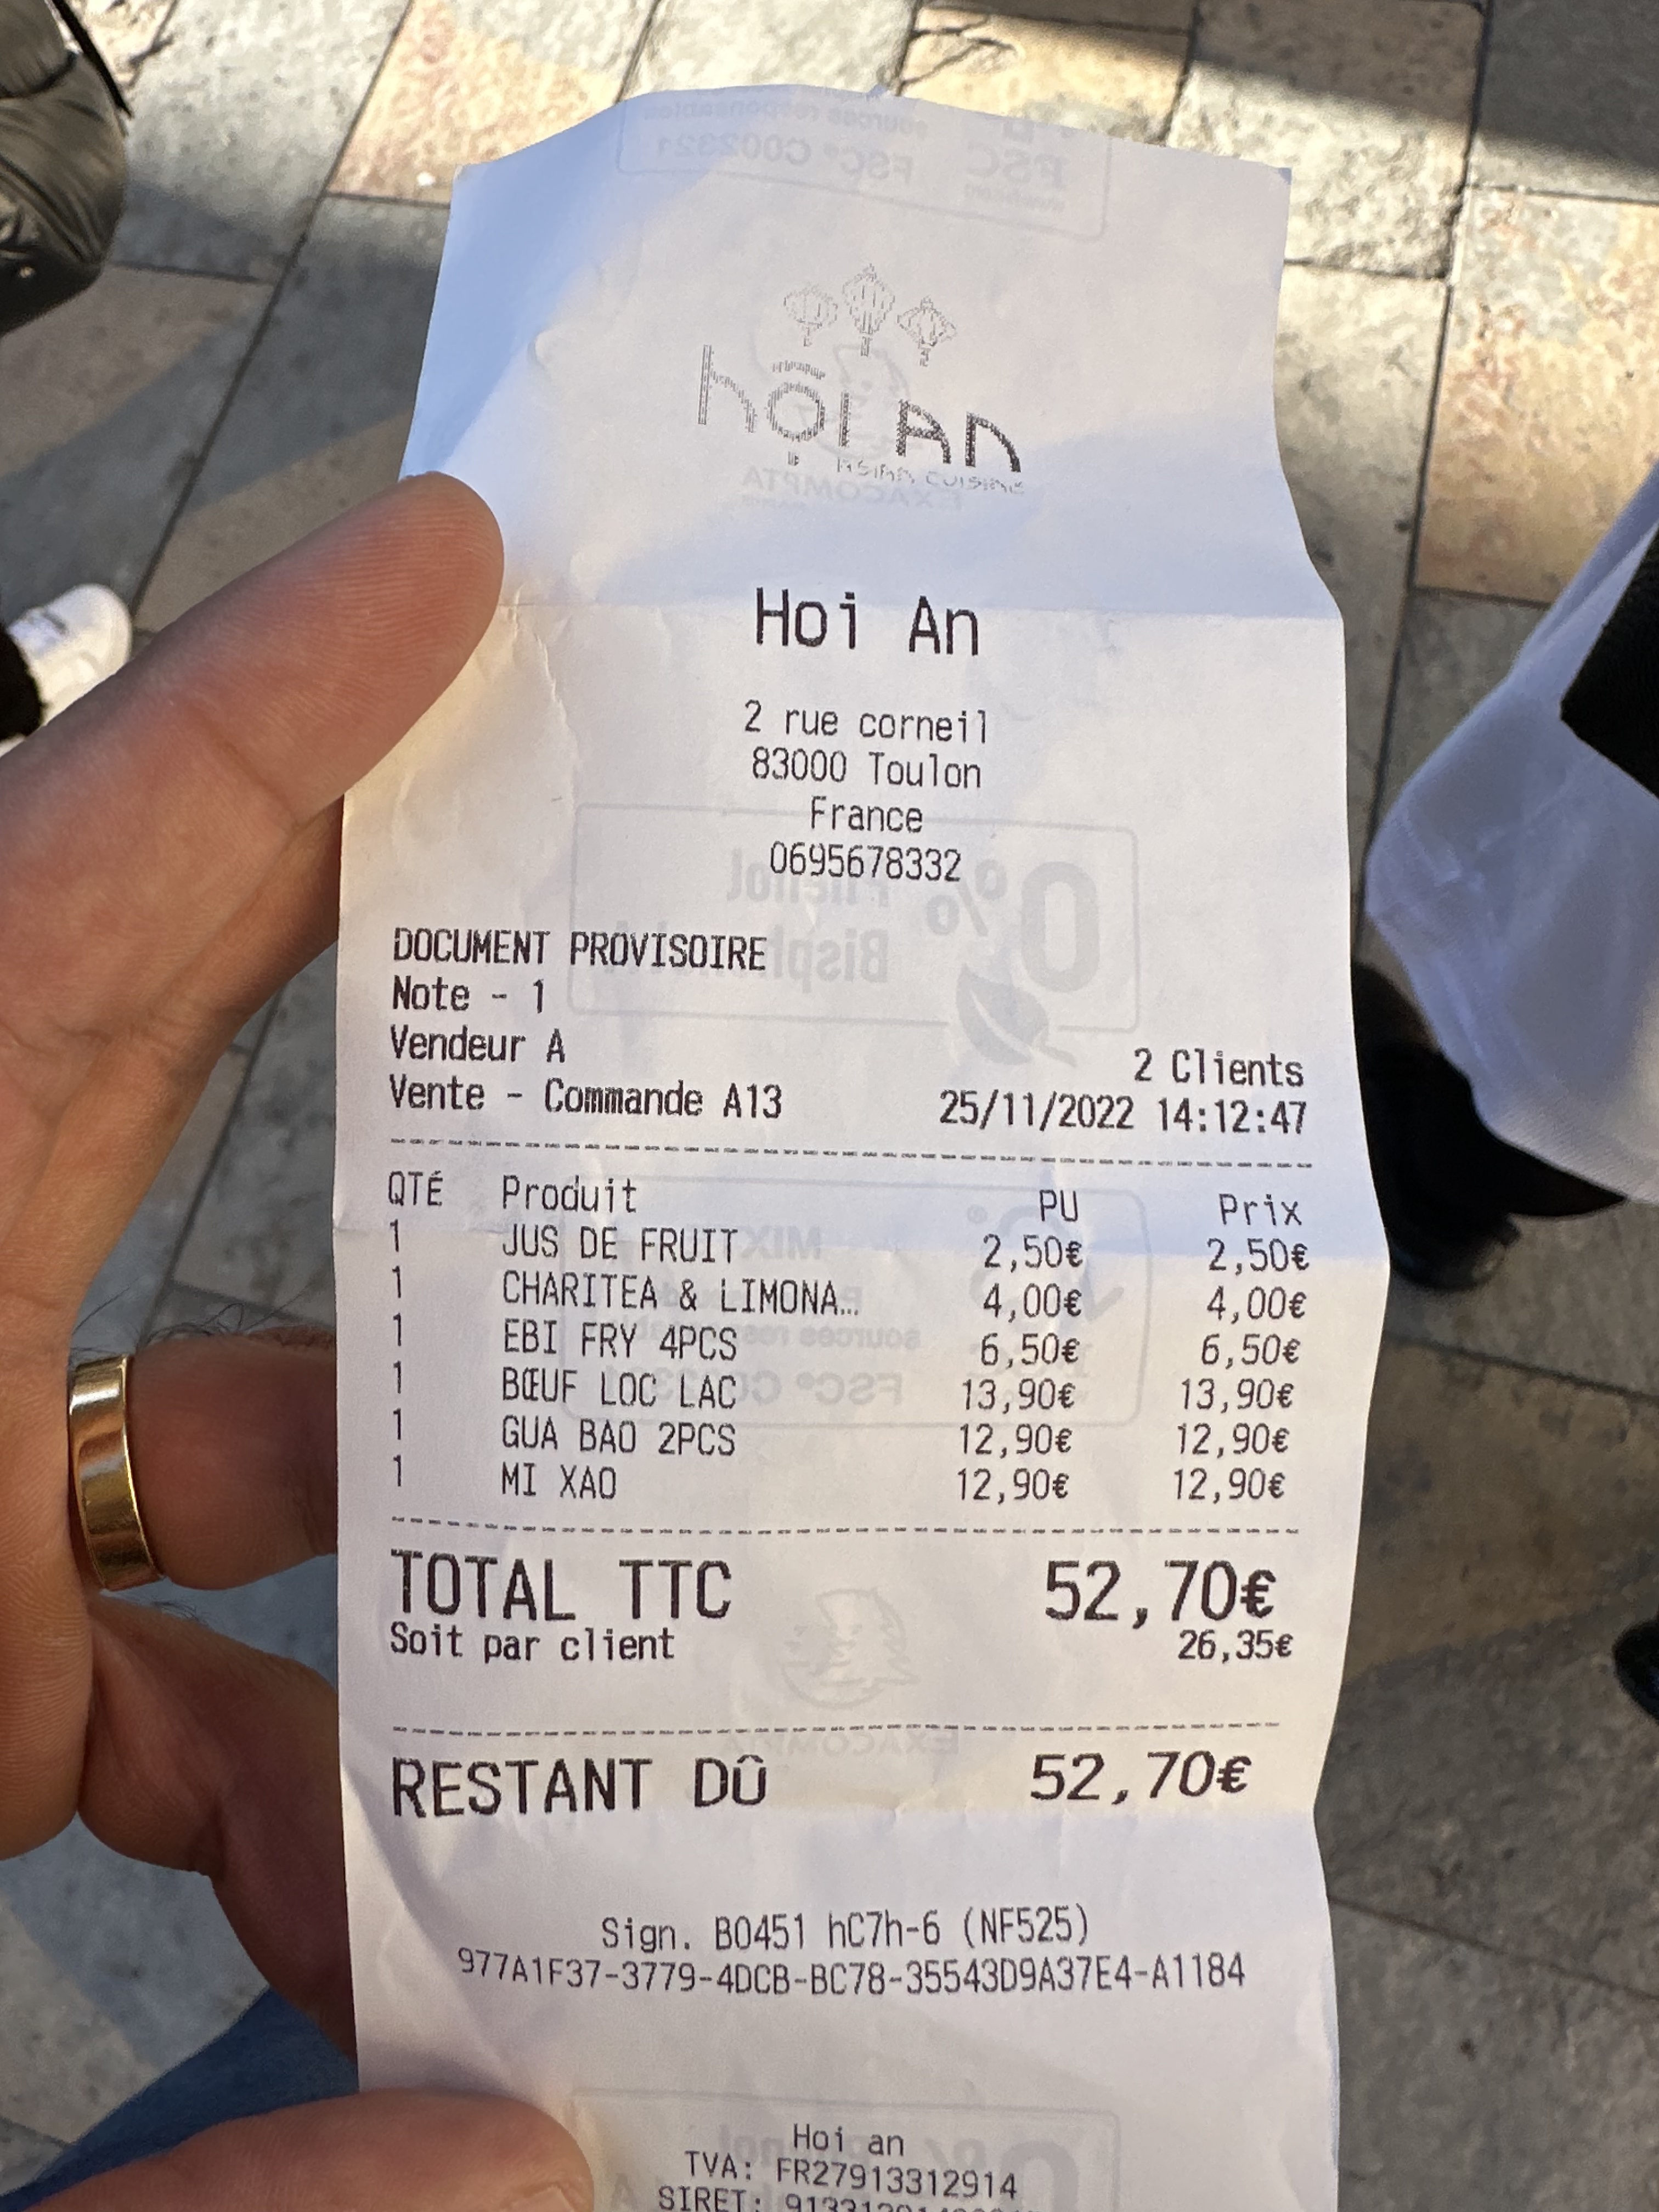 hội An
ASIAN CUISINE
Hoi An
2 rue corneil
83000 Toulon
France
0695678332
DOCUMENT PROVISOIRE
Note - 1
Vendeur A
2 Clients
Vente - Commande A13 25/11/2022 14:12:47
QTÉ Produit PU Prix
1 JUS DE FRUIT 2,50€ 2,50€
1 CHARITEA & LIMONA… 4,00€ 4,00€
1 EBI FRY 4PCS 6,50€ 6,50€
1 BŒUF LOC LAC 13,90€ 13,90€
1 GUA BAO 2PCS 12,90€ 12,90€
1 MI XAO 12,90€ 12,90€
TOTAL TTC 52,70€
Soit par client 26,35€
RESTANT DÛ 52,70€
Sign. B0451 hC7h-6 (NF525)
977A1F37-3779-4DCB-BC78-35543D9A37E4-A1184
Hoi an
TVA: FR27913312914
SIRET: